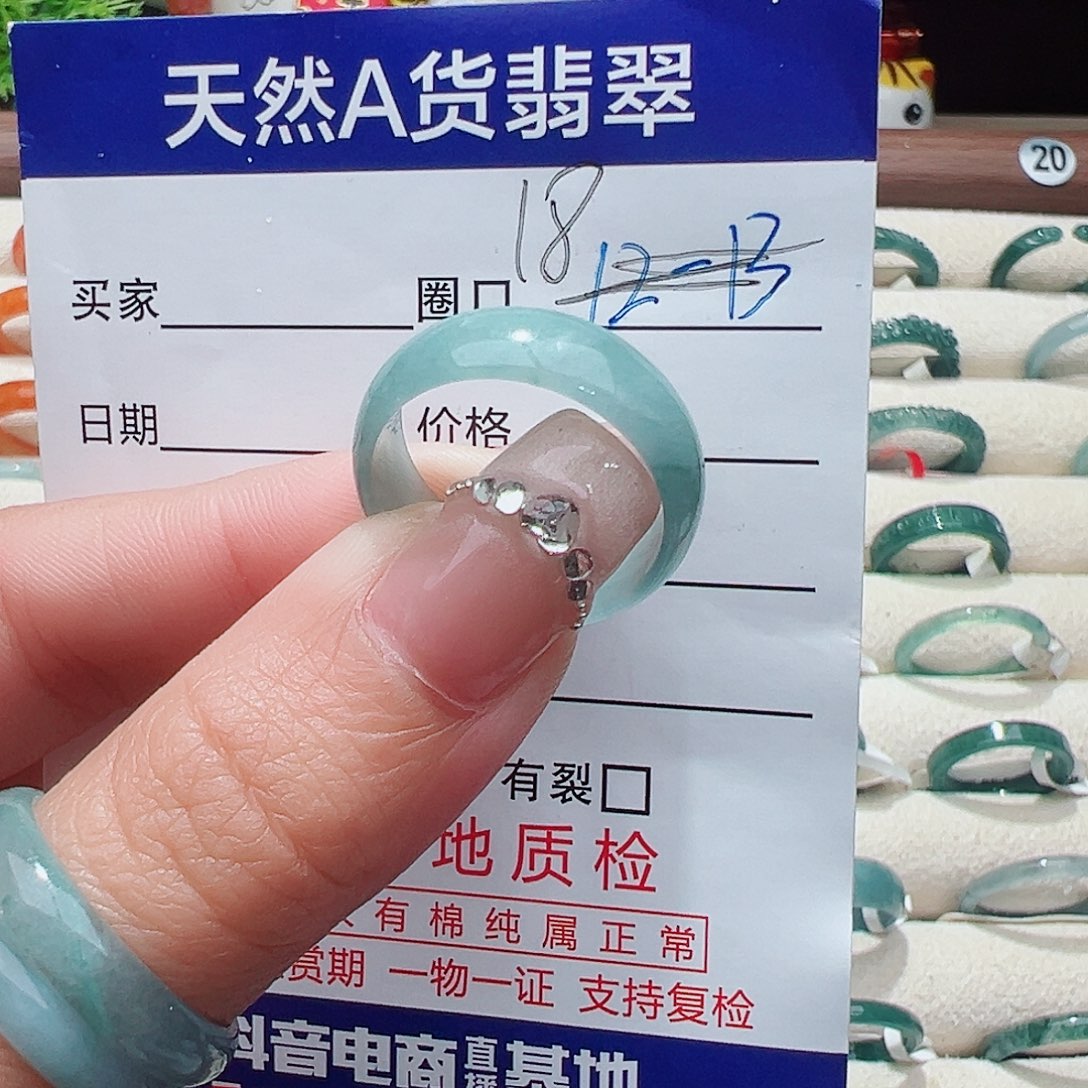 天然A货翡翠
18
买家 圈口 12-13
日期 价格
有裂
地质检
有棉纯属正常
赏期 一物一证 支持复检
抖音电商直播基地
20